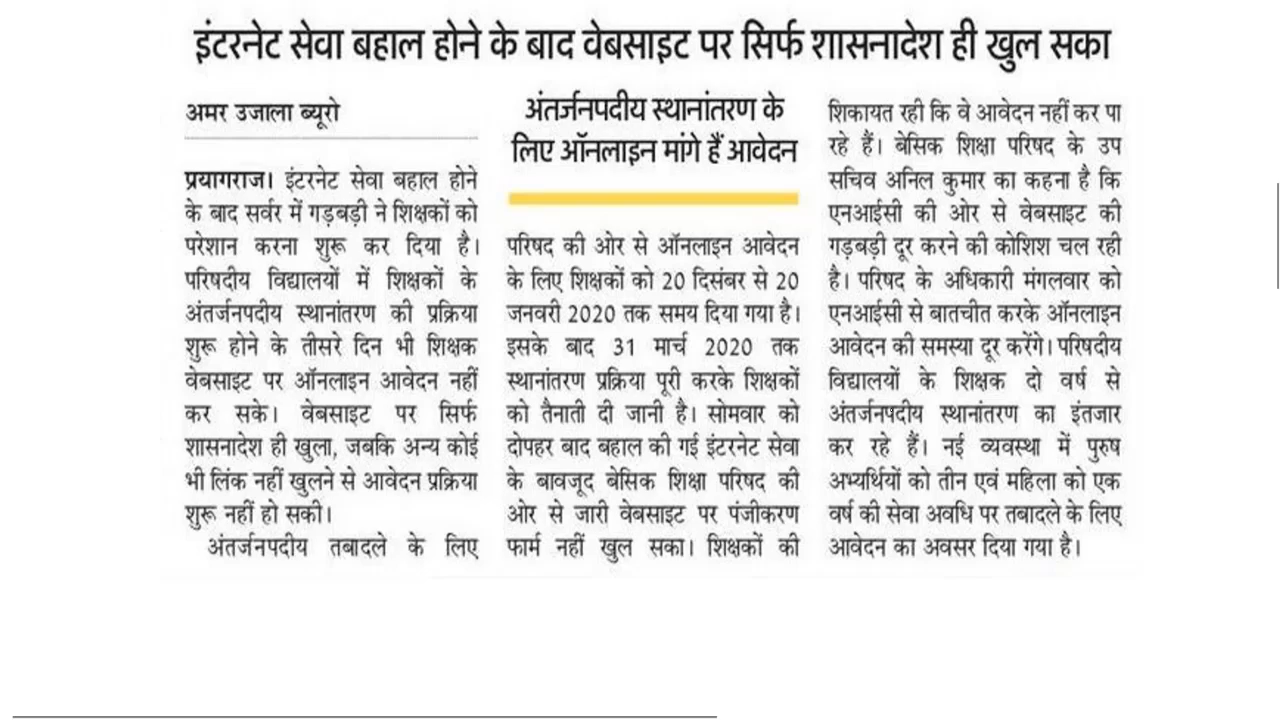 इंटरनेट सेवा बहाल होने के बाद वेबसाइट पर सिर्फ शासनादेश ही खुल सका
अमर उजाला ब्यूरो
प्रयागराज। इंटरनेट सेवा बहाल होने
के बाद सर्वर में गड़बड़ी ने शिक्षकों को
परेशान करना शुरू कर दिया है।
परिषदीय विद्यालयों में शिक्षकों के
अंतर्जनपदीय स्थानांतरण की प्रक्रिया
शुरू होने के तीसरे दिन भी शिक्षक
वेबसाइट पर ऑनलाइन आवेदन नहीं
कर सके। वेबसाइट पर सिर्फ
शासनादेश ही खुला, जबकि अन्य कोई
भी लिंक नहीं खुलने से आवेदन प्रक्रिया
शुरू नहीं हो सकी।
अंतर्जनपदीय तबादले के लिए
अंतर्जनपदीय स्थानांतरण के
लिए ऑनलाइन मांगे हैं आवेदन
परिषद की ओर से ऑनलाइन आवेदन
के लिए शिक्षकों को 20 दिसंबर से 20
जनवरी 2020 तक समय दिया गया है।
इसके बाद 31 मार्च 2020 तक
स्थानांतरण प्रक्रिया पूरी करके शिक्षकों
को तैनाती दी जानी है। सोमवार को
दोपहर बाद बहाल की गई इंटरनेट सेवा
के बावजूद बेसिक शिक्षा परिषद की
ओर से जारी वेबसाइट पर पंजीकरण
फार्म नहीं खुल सका। शिक्षकों की
शिकायत रही कि वे आवेदन नहीं कर पा
रहे हैं। बेसिक शिक्षा परिषद के उप
सचिव अनिल कुमार का कहना है कि
एनआईसी की ओर से वेबसाइट की
गड़बड़ी दूर करने की कोशिश चल रही
है। परिषद के अधिकारी मंगलवार को
एनआईसी से बातचीत करके ऑनलाइन
आवेदन की समस्या दूर करेंगे। परिषदीय
विद्यालयों के शिक्षक दो वर्ष से
अंतर्जनपदीय स्थानांतरण का इंतजार
कर रहे हैं। नई व्यवस्था में पुरुष
अभ्यर्थियों को तीन एवं महिला को एक
वर्ष की सेवा अवधि पर तबादले के लिए
आवेदन का अवसर दिया गया है।